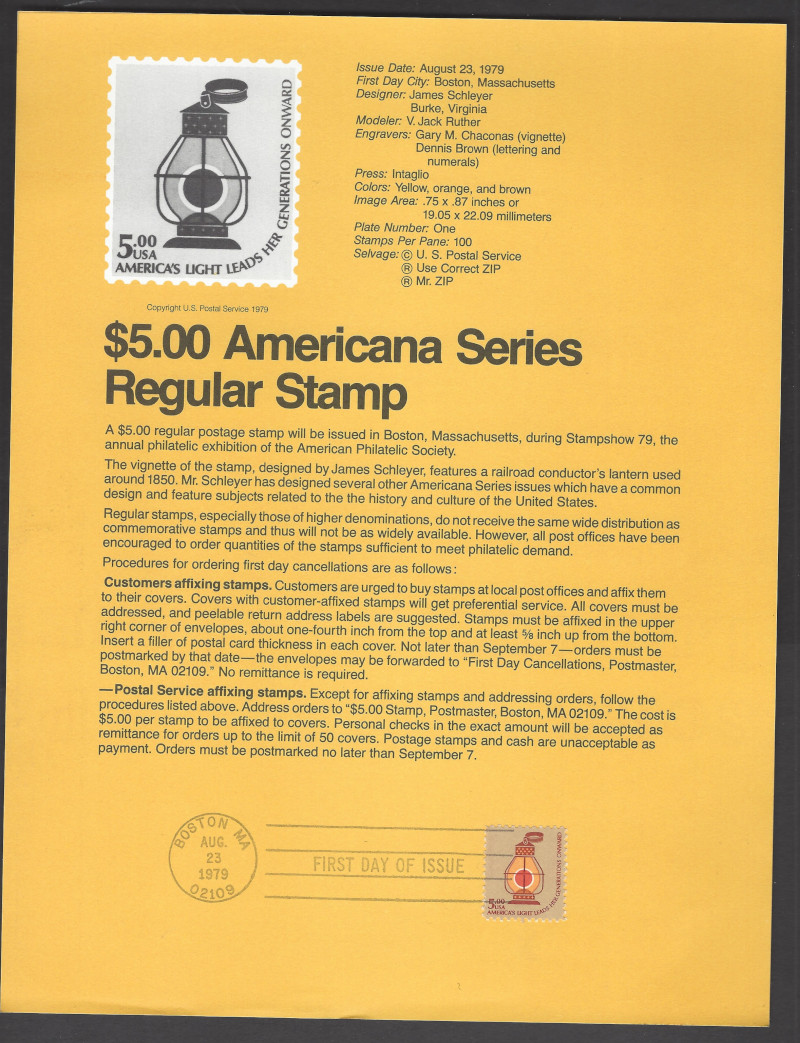 5.00
USA
AMERICA'S LIGHT LEADS HER GENERATIONS ONWARD
Issue Date: August 23, 1979
First Day City: Boston, Massachusetts
Designer: James Schleyer
Burke, Virginia
Modeler: V. Jack Ruther
Engravers: Gary M. Chaconas (vignette)
Dennis Brown (lettering and
numerals)
Press: Intaglio
Colors: Yellow, orange, and brown
Image Area: .75 x .87 inches or
19.05 x 22.09 millimeters
Plate Number: One
Stamps Per Pane: 100
Selvage: © U. S. Postal Service
® Use Correct ZIP
® Mr. ZIP
Copyright U.S. Postal Service 1979
$5.00 Americana Series
Regular Stamp
A $5.00 regular postage stamp will be issued in Boston, Massachusetts, during Stampshow 79, the
annual philatelic exhibition of the American Philatelic Society.
The vignette of the stamp, designed by James Schleyer, features a railroad conductor's lantern used
around 1850. Mr. Schleyer has designed several other Americana Series issues which have a common
design and feature subjects related to the the history and culture of the United States.
Regular stamps, especially those of higher denominations, do not receive the same wide distribution as
commemorative stamps and thus will not be as widely available. However, all post offices have been
encouraged to order quantities of the stamps sufficient to meet philatelic demand.
Procedures for ordering first day cancellations are as follows:
Customers affixing stamps. Customers are urged to buy stamps at local post offices and affix them
to their covers. Covers with customer-affixed stamps will get preferential service. All covers must be
addressed, and peelable return address labels are suggested. Stamps must be affixed in the upper
right corner of envelopes, about one-fourth inch from the top and at least ⅝ inch up from the bottom.
Insert a filler of postal card thickness in each cover. Not later than September 7—orders must be
postmarked by that date—the envelopes may be forwarded to "First Day Cancellations, Postmaster,
Boston, MA 02109." No remittance is required.
—Postal Service affixing stamps. Except for affixing stamps and addressing orders, follow the
procedures listed above. Address orders to "$5.00 Stamp, Postmaster, Boston, MA 02109." The cost is
$5.00 per stamp to be affixed to covers. Personal checks in the exact amount will be accepted as
remittance for orders up to the limit of 50 covers. Postage stamps and cash are unacceptable as
payment. Orders must be postmarked no later than September 7.
BOSTON MA
AUG.
23
1979
02109
FIRST DAY OF ISSUE
5.00
USA
AMERICA'S LIGHT LEADS HER GENERATIONS ONWARD